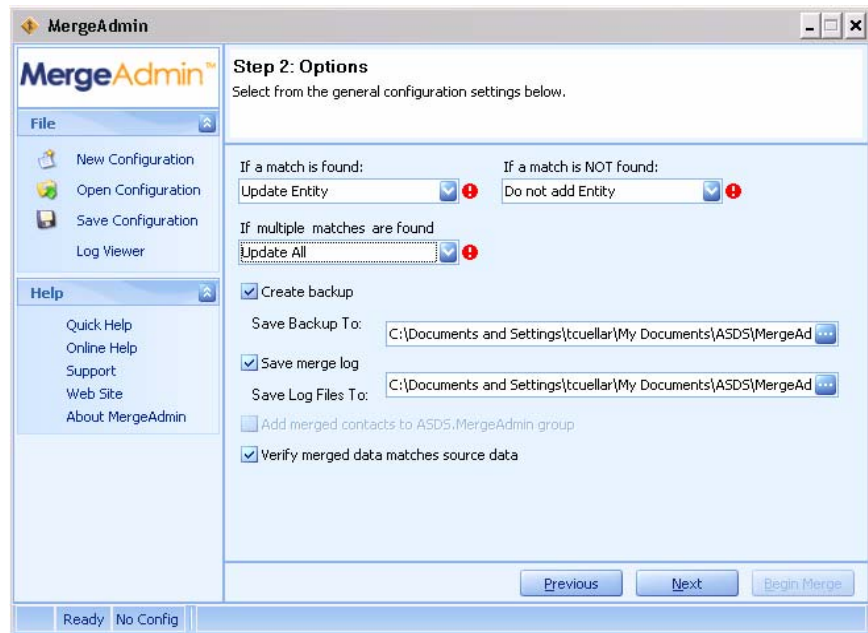 MergeAdmin
MergeAdmin™
File
New Configuration
Open Configuration
Save Configuration
Log Viewer
Help
Quick Help
Online Help
Support
Web Site
About MergeAdmin
Step 2: Options
Select from the general configuration settings below.
If a match is found:
Update Entity
If a match is NOT found:
Do not add Entity
If multiple matches are found
Update All
Create backup
Save Backup To:
C:\Documents and Settings\tcuellar\My Documents\ASDS\MergeAd
Save merge log
Save Log Files To:
C:\Documents and Settings\tcuellar\My Documents\ASDS\MergeAd
Add merged contacts to ASDS.MergeAdmin group
Verify merged data matches source data
Previous
Next
Begin Merge
Ready
No Config